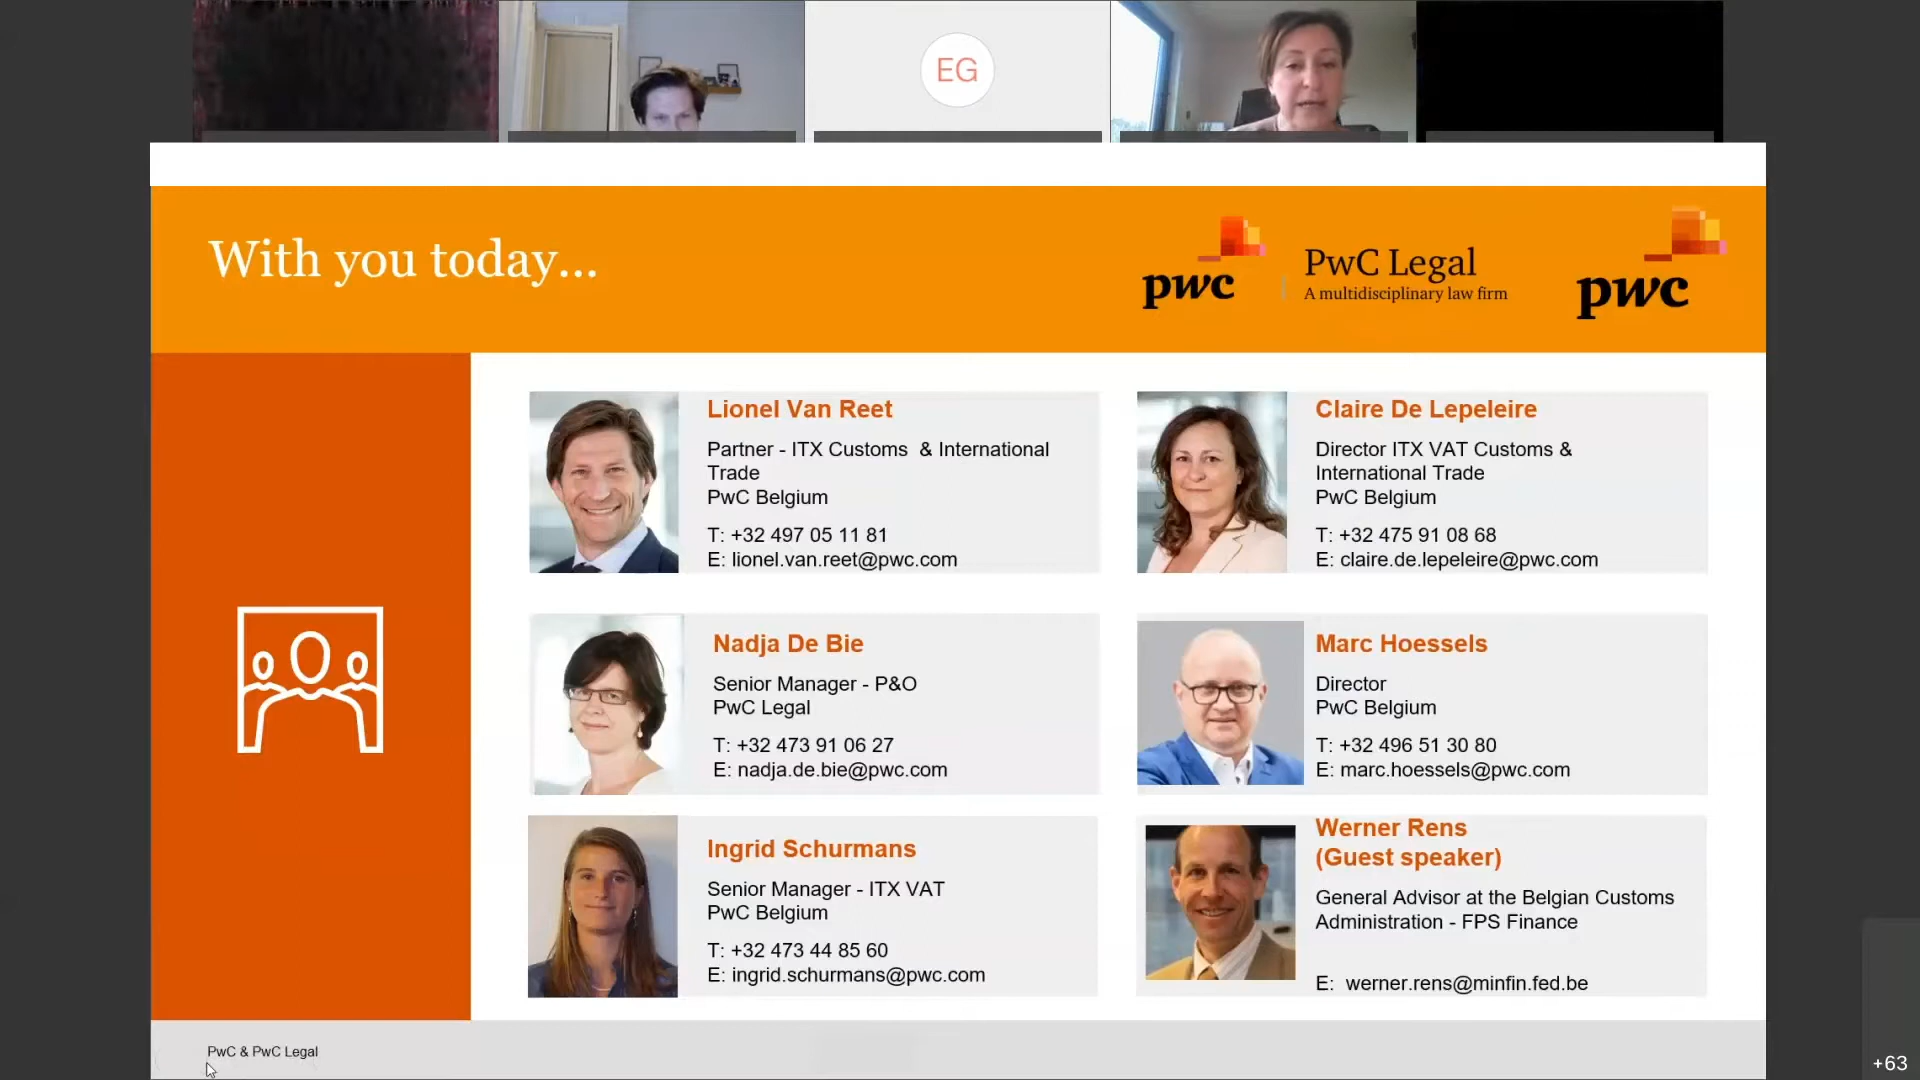 EG
With you today...
pwc
PwC Legal
A multidisciplinary law firm
pwc
Lionel Van Reet
Partner - ITX Customs & International
Trade
PwC Belgium
T: +32 497 05 11 81
E: lionel.van.reet@pwc.com
Claire De Lepeleire
Director ITX VAT Customs &
International Trade
PwC Belgium
T: +32 475 91 08 68
E: claire.de.lepeleire@pwc.com
Nadja De Bie
Senior Manager - P&O
PwC Legal
T: +32 473 91 06 27
E: nadja.de.bie@pwc.com
Marc Hoessels
Director
PwC Belgium
T: +32 496 51 30 80
E: marc.hoessels@pwc.com
Ingrid Schurmans
Senior Manager - ITX VAT
PwC Belgium
T: +32 473 44 85 60
E: ingrid.schurmans@pwc.com
Werner Rens
(Guest speaker)
General Advisor at the Belgian Customs
Administration - FPS Finance
E: werner.rens@minfin.fed.be
PwC & PwC Legal
+63